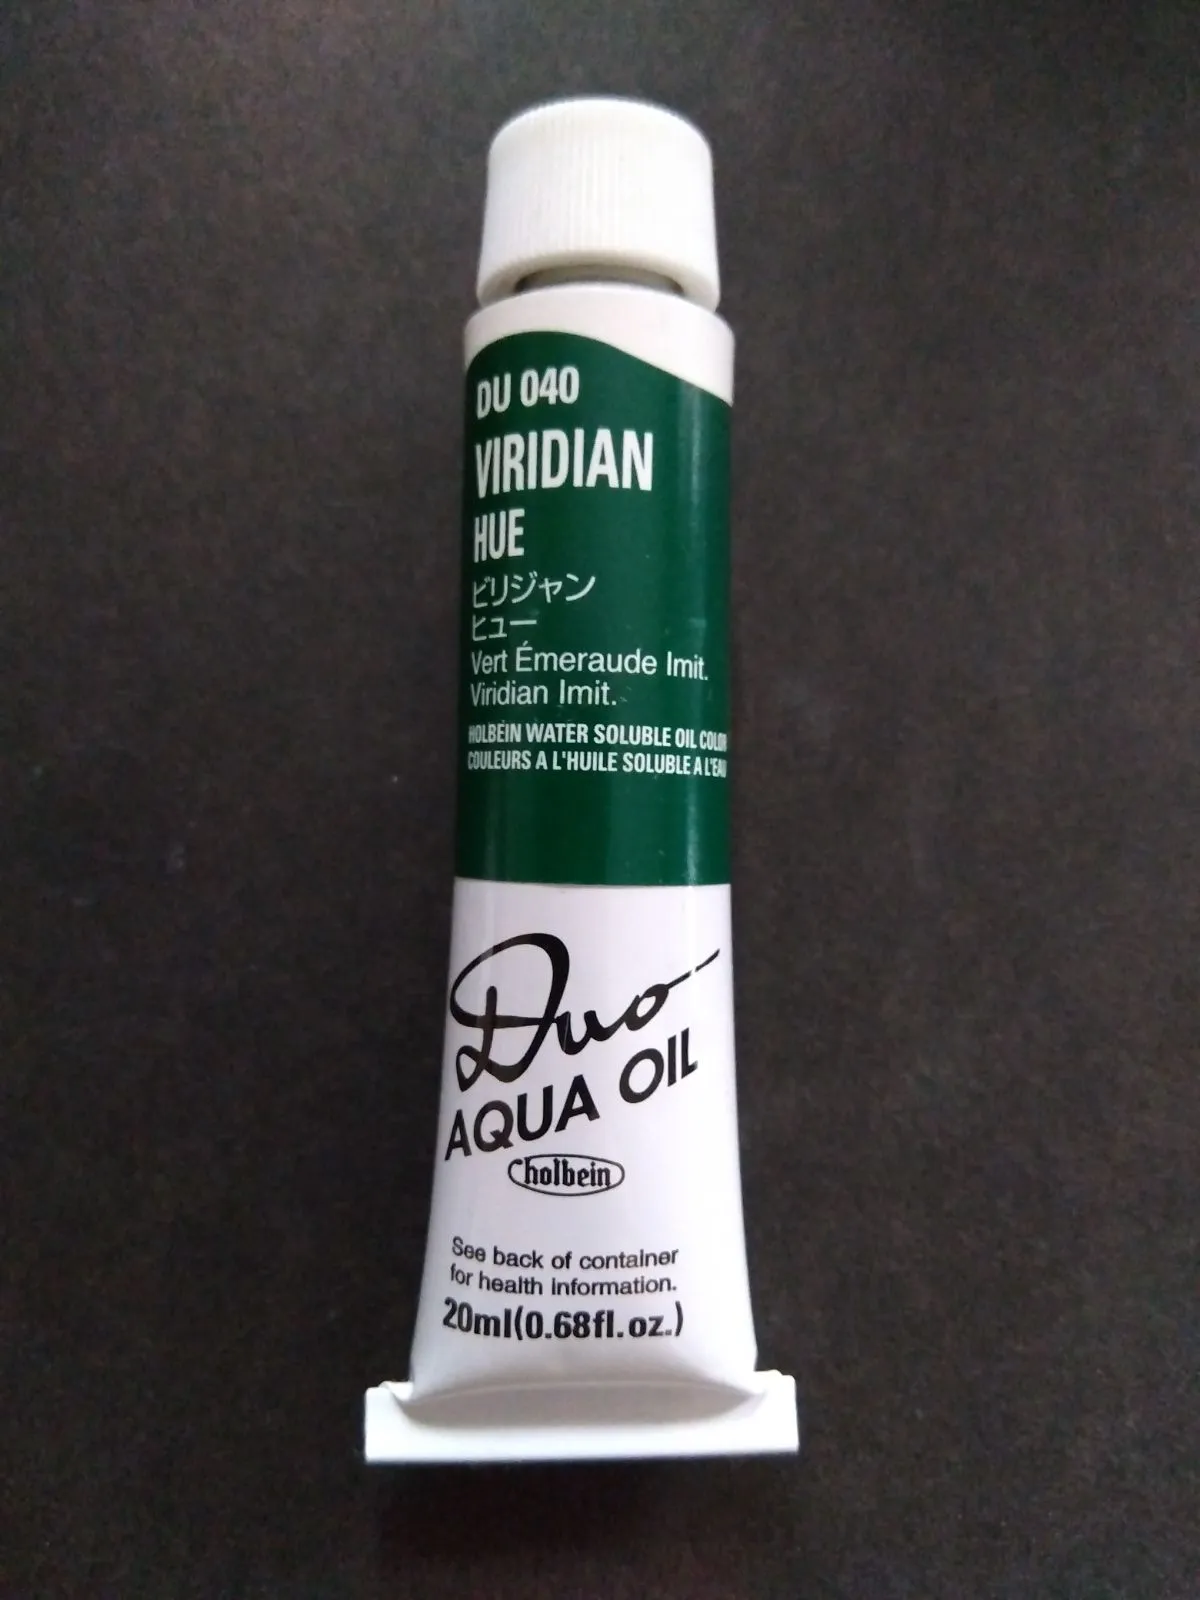 DU 040
VIRIDIAN
HUE
ビリジャン
ヒュー
Vert Émeraude Imit.
Viridian Imit.
HOLBEIN WATER SOLUBLE OIL COLOR
COULEURS A L'HUILE SOLUBLE A L'EAU
Duo
AQUA OIL
holbein
See back of container
for health information.
20ml(0.68fl.oz.)